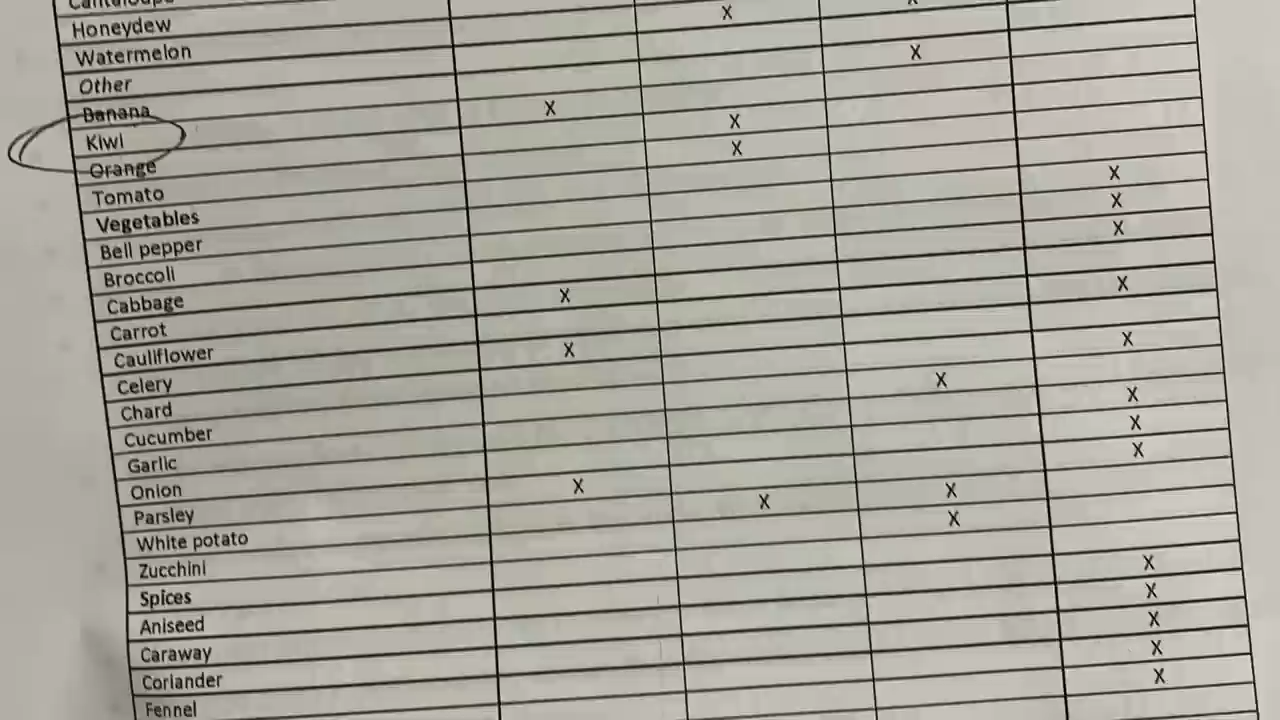 Honeydew
Watermelon X
Other
Banana X
Kiwi X
Orange X
Tomato X
Vegetables
Bell pepper X
Broccoli X
Cabbage X
Carrot X
Cauliflower X
Celery X
Chard X
Cucumber X
Garlic X
Onion X
Parsley X X
White potato X X
Zucchini X
Spices
Aniseed X
Caraway X
Coriander X
Fennel X
X